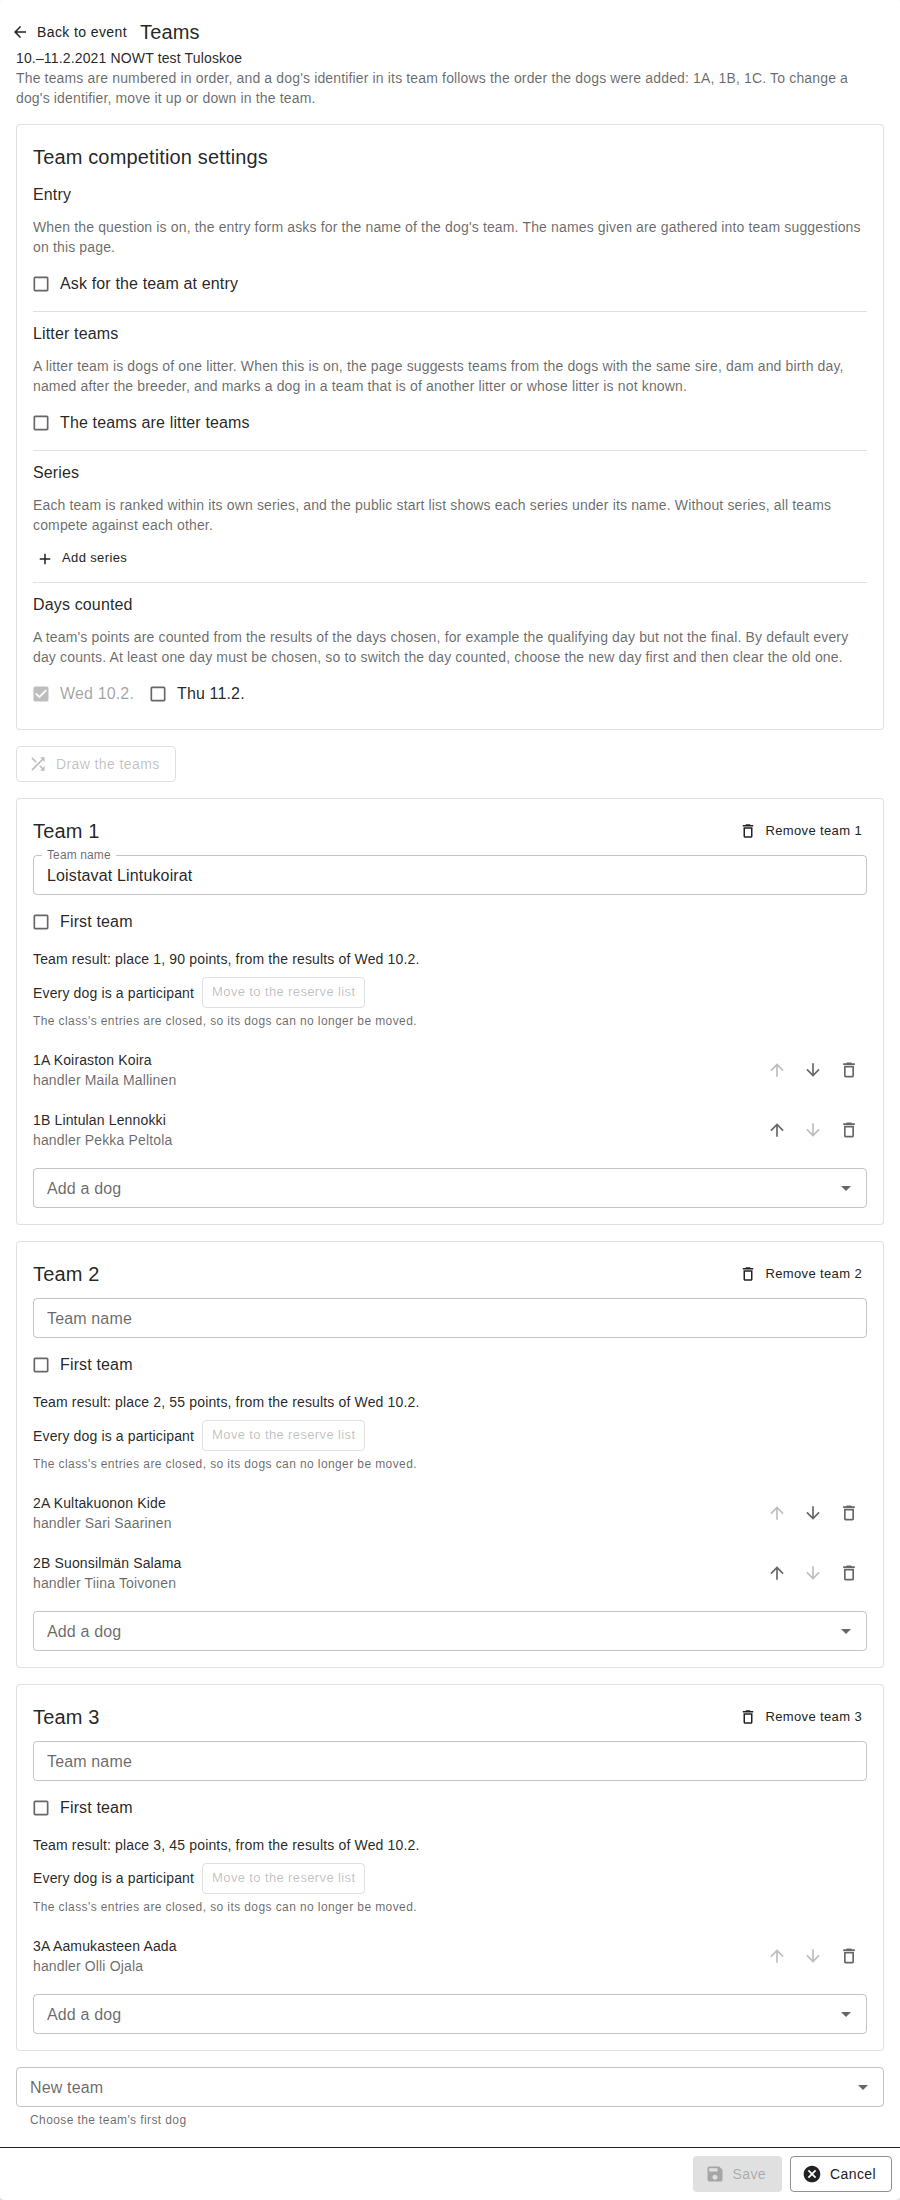 Back to event Teams
10.–11.2.2021 NOWT test Tuloskoe
The teams are numbered in order, and a dog's identifier in its team follows the order the dogs were added: 1A, 1B, 1C. To change a
dog's identifier, move it up or down in the team.
Team competition settings
Entry
When the question is on, the entry form asks for the name of the dog's team. The names given are gathered into team suggestions
on this page.
Ask for the team at entry
Litter teams
A litter team is dogs of one litter. When this is on, the page suggests teams from the dogs with the same sire, dam and birth day,
named after the breeder, and marks a dog in a team that is of another litter or whose litter is not known.
The teams are litter teams
Series
Each team is ranked within its own series, and the public start list shows each series under its name. Without series, all teams
compete against each other.
Add series
Days counted
A team's points are counted from the results of the days chosen, for example the qualifying day but not the final. By default every
day counts. At least one day must be chosen, so to switch the day counted, choose the new day first and then clear the old one.
Wed 10.2. Thu 11.2.
Draw the teams
Team 1 Remove team 1
Team name
Loistavat Lintukoirat
First team
Team result: place 1, 90 points, from the results of Wed 10.2.
Every dog is a participant Move to the reserve list
The class's entries are closed, so its dogs can no longer be moved.
1A Koiraston Koira
handler Maila Mallinen
1B Lintulan Lennokki
handler Pekka Peltola
Add a dog
Team 2 Remove team 2
Team name
First team
Team result: place 2, 55 points, from the results of Wed 10.2.
Every dog is a participant Move to the reserve list
The class's entries are closed, so its dogs can no longer be moved.
2A Kultakuonon Kide
handler Sari Saarinen
2B Suonsilmän Salama
handler Tiina Toivonen
Add a dog
Team 3 Remove team 3
Team name
First team
Team result: place 3, 45 points, from the results of Wed 10.2.
Every dog is a participant Move to the reserve list
The class's entries are closed, so its dogs can no longer be moved.
3A Aamukasteen Aada
handler Olli Ojala
Add a dog
New team
Choose the team's first dog
Save Cancel